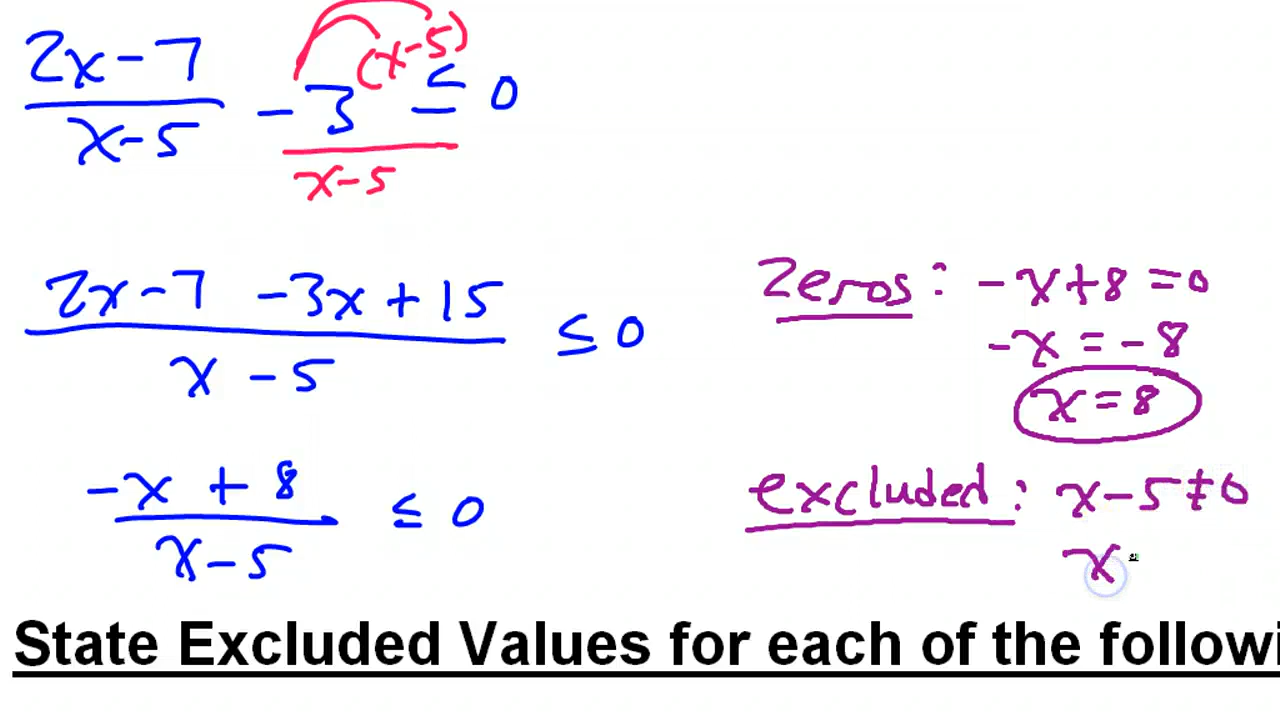 (x-5)
2x-7 -3 ≤ 0
x-5 x-5
2x-7 -3x+15 ≤ 0
x-5
-x+8 ≤ 0
x-5
Zeros: -x+8=0
-x=-8
x=8
excluded: x-5≠0
x
State Excluded Values for each of the followi